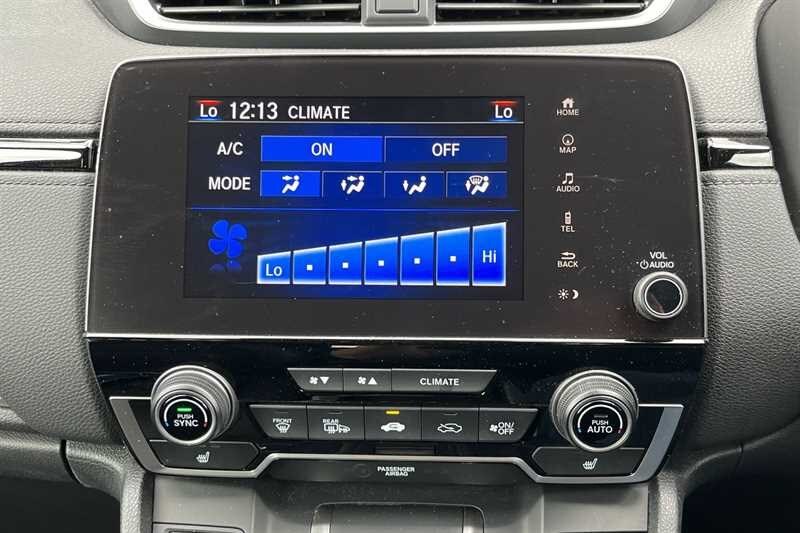 Lo 12:13 CLIMATE Lo
HOME
A/C ON OFF
MAP
MODE
AUDIO
TEL
Lo Hi
BACK
VOL
AUDIO
CLIMATE
PUSH
SYNC
FRONT
REAR
ON/
OFF
PUSH
AUTO
PASSENGER
AIRBAG